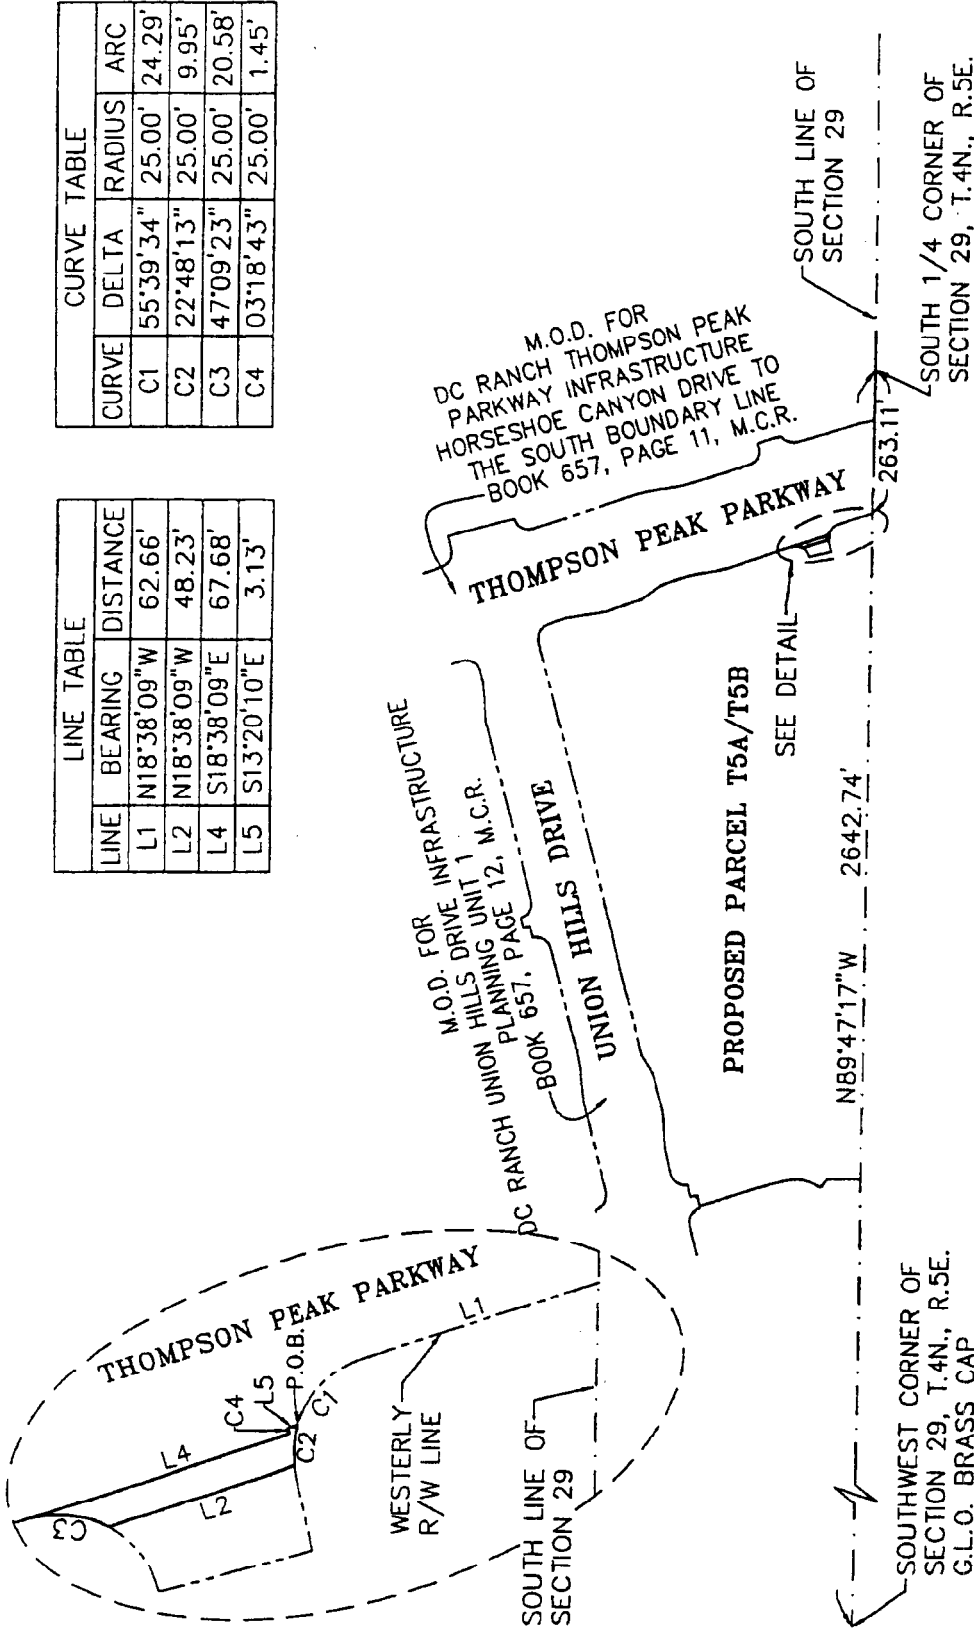 LINE TABLE
LINE BEARING DISTANCE
L1 N18°38'09"W 62.66'
L2 N18°38'09"W 48.23'
L4 S18°38'09"E 67.68'
L5 S13°20'10"E 3.13'
CURVE TABLE
CURVE DELTA RADIUS ARC
C1 55°39'34" 25.00' 24.29'
C2 22°48'13" 25.00' 9.95'
C3 47°09'23" 25.00' 20.58'
C4 03°18'43" 25.00' 1.45'
THOMPSON PEAK PARKWAY
C4
L5
P.O.B.
L4
C3
L2
C2
C1
L1
WESTERLY
R/W LINE
SOUTH LINE OF
SECTION 29
M.O.D. FOR
DC RANCH UNION HILLS DRIVE INFRASTRUCTURE
PLANNING UNIT 1
BOOK 657, PAGE 12, M.C.R.
UNION HILLS DRIVE
M.O.D. FOR
DC RANCH THOMPSON PEAK
PARKWAY INFRASTRUCTURE
HORSESHOE CANYON DRIVE TO
THE SOUTH BOUNDARY LINE
BOOK 657, PAGE 11, M.C.R.
THOMPSON PEAK PARKWAY
PROPOSED PARCEL T5A/T5B
SEE DETAIL
SOUTH LINE OF
SECTION 29
N89°47'17"W 2642.74'
263.11'
SOUTHWEST CORNER OF
SECTION 29, T.4N., R.5E.
G.L.O. BRASS CAP
SOUTH 1/4 CORNER OF
SECTION 29, T.4N., R.5E.